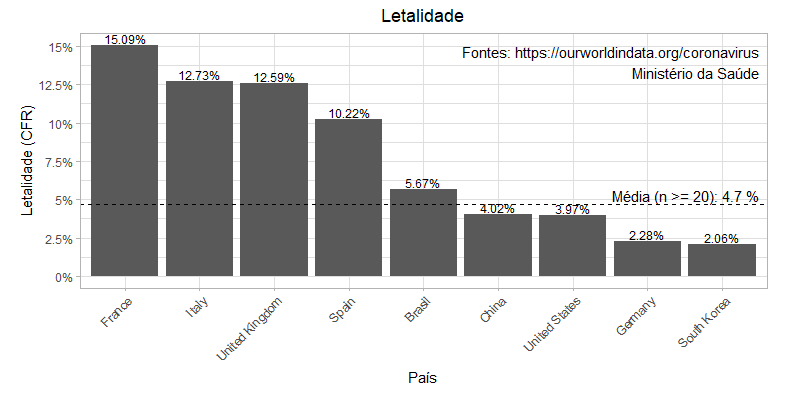 Letalidade
Fontes: https://ourworldindata.org/coronavirus
Ministério da Saúde
Letalidade (CFR)
15%
12.5%
10%
7.5%
5%
2.5%
0%
15.09%
12.73%
12.59%
10.22%
5.67%
4.02%
3.97%
2.28%
2.06%
Média (n >= 20): 4.7 %
France
Italy
United Kingdom
Spain
Brasil
China
United States
Germany
South Korea
País